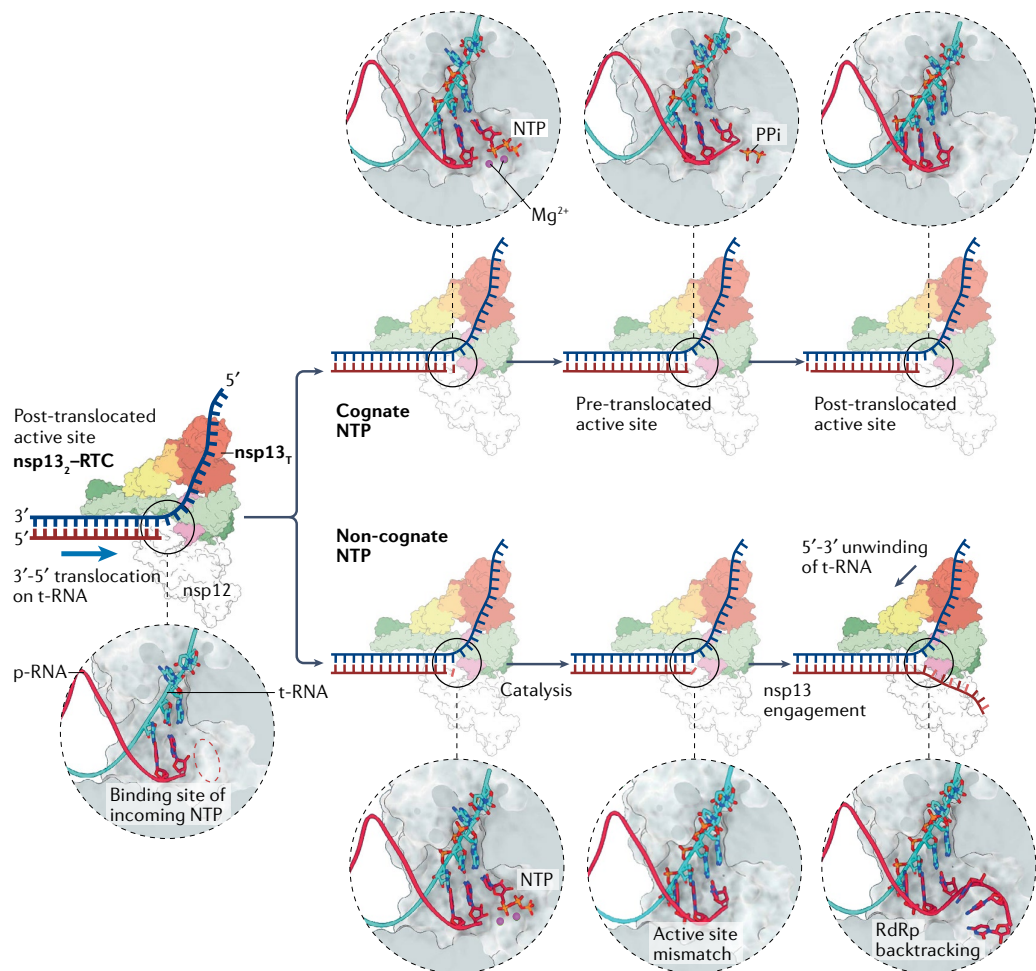 NTP
Mg²⁺
PPi
5′
Post-translocated
active site
nsp13₂–RTC
nsp13_T
3′
5′
3′-5′ translocation
on t-RNA
nsp12
Cognate
NTP
Pre-translocated
active site
Post-translocated
active site
Non-cognate
NTP
5′-3′ unwinding
of t-RNA
Catalysis
nsp13
engagement
p-RNA
t-RNA
Binding site of
incoming NTP
NTP
Active site
mismatch
RdRp
backtracking